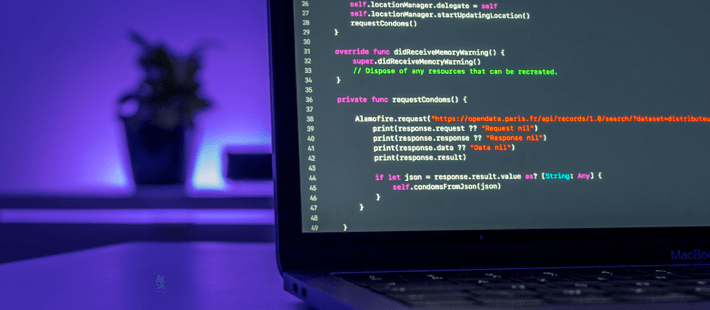 26 self.locationManager.delegate = self
27 self.locationManager.startUpdatingLocation()
28 requestCondoms()
29 }
30
31 override func didReceiveMemoryWarning() {
32 super.didReceiveMemoryWarning()
33 // Dispose of any resources that can be recreated.
34 }
35
36 private func requestCondoms() {
37
38 Alamofire.request("https://opendata.paris.fr/api/records/1.0/search/?dataset=distributeu
39 print(response.request ?? "Request nil")
40 print(response.response ?? "Response nil")
41 print(response.data ?? "Data nil")
42 print(response.result)
43
44 if let json = response.result.value as? [String: Any] {
45 self.condomsFromJson(json)
46 }
47 }
48
49 }
MacBo